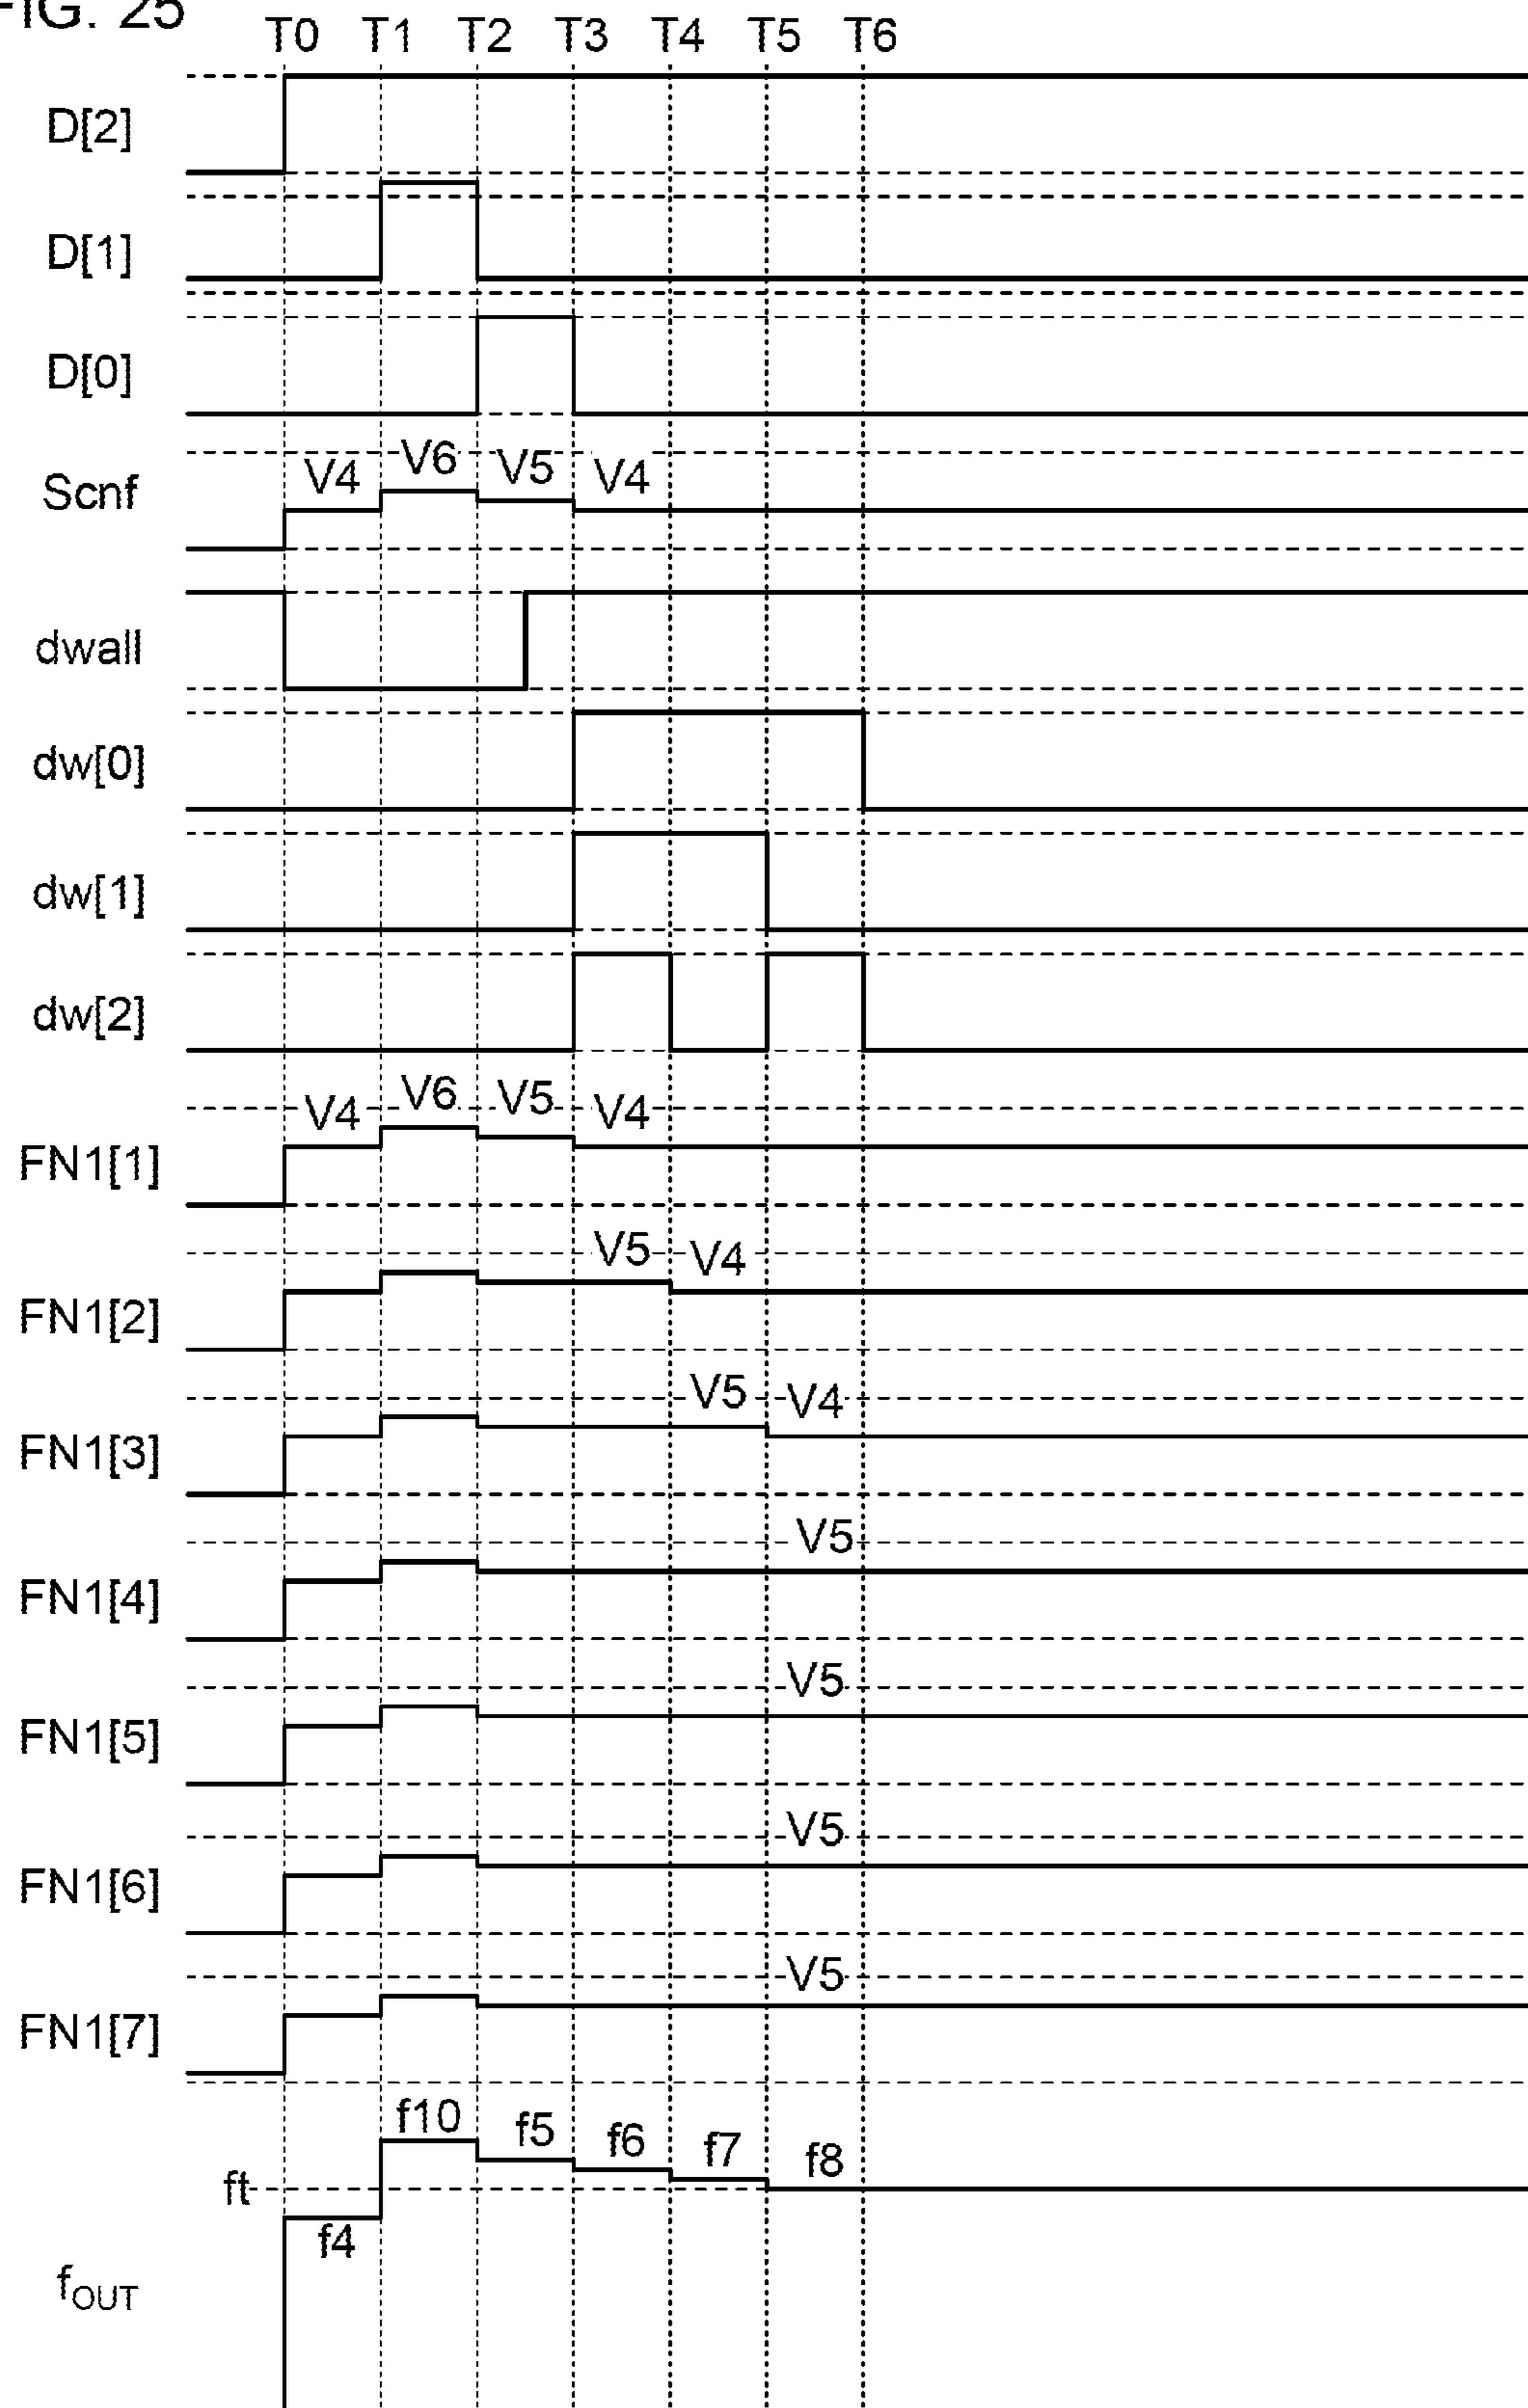 FIG. 25
T0 T1 T2 T3 T4 T5 T6
D[2]
D[1]
D[0]
Scnf V4 V6 V5 V4
dwall
dw[0]
dw[1]
dw[2]
FN1[1] V4 V6 V5 V4
FN1[2] V5 V4
FN1[3] V5 V4
FN1[4] V5
FN1[5] V5
FN1[6] V5
FN1[7] V5
f10 f5 f6 f7 f8
ft
f4
fOUT